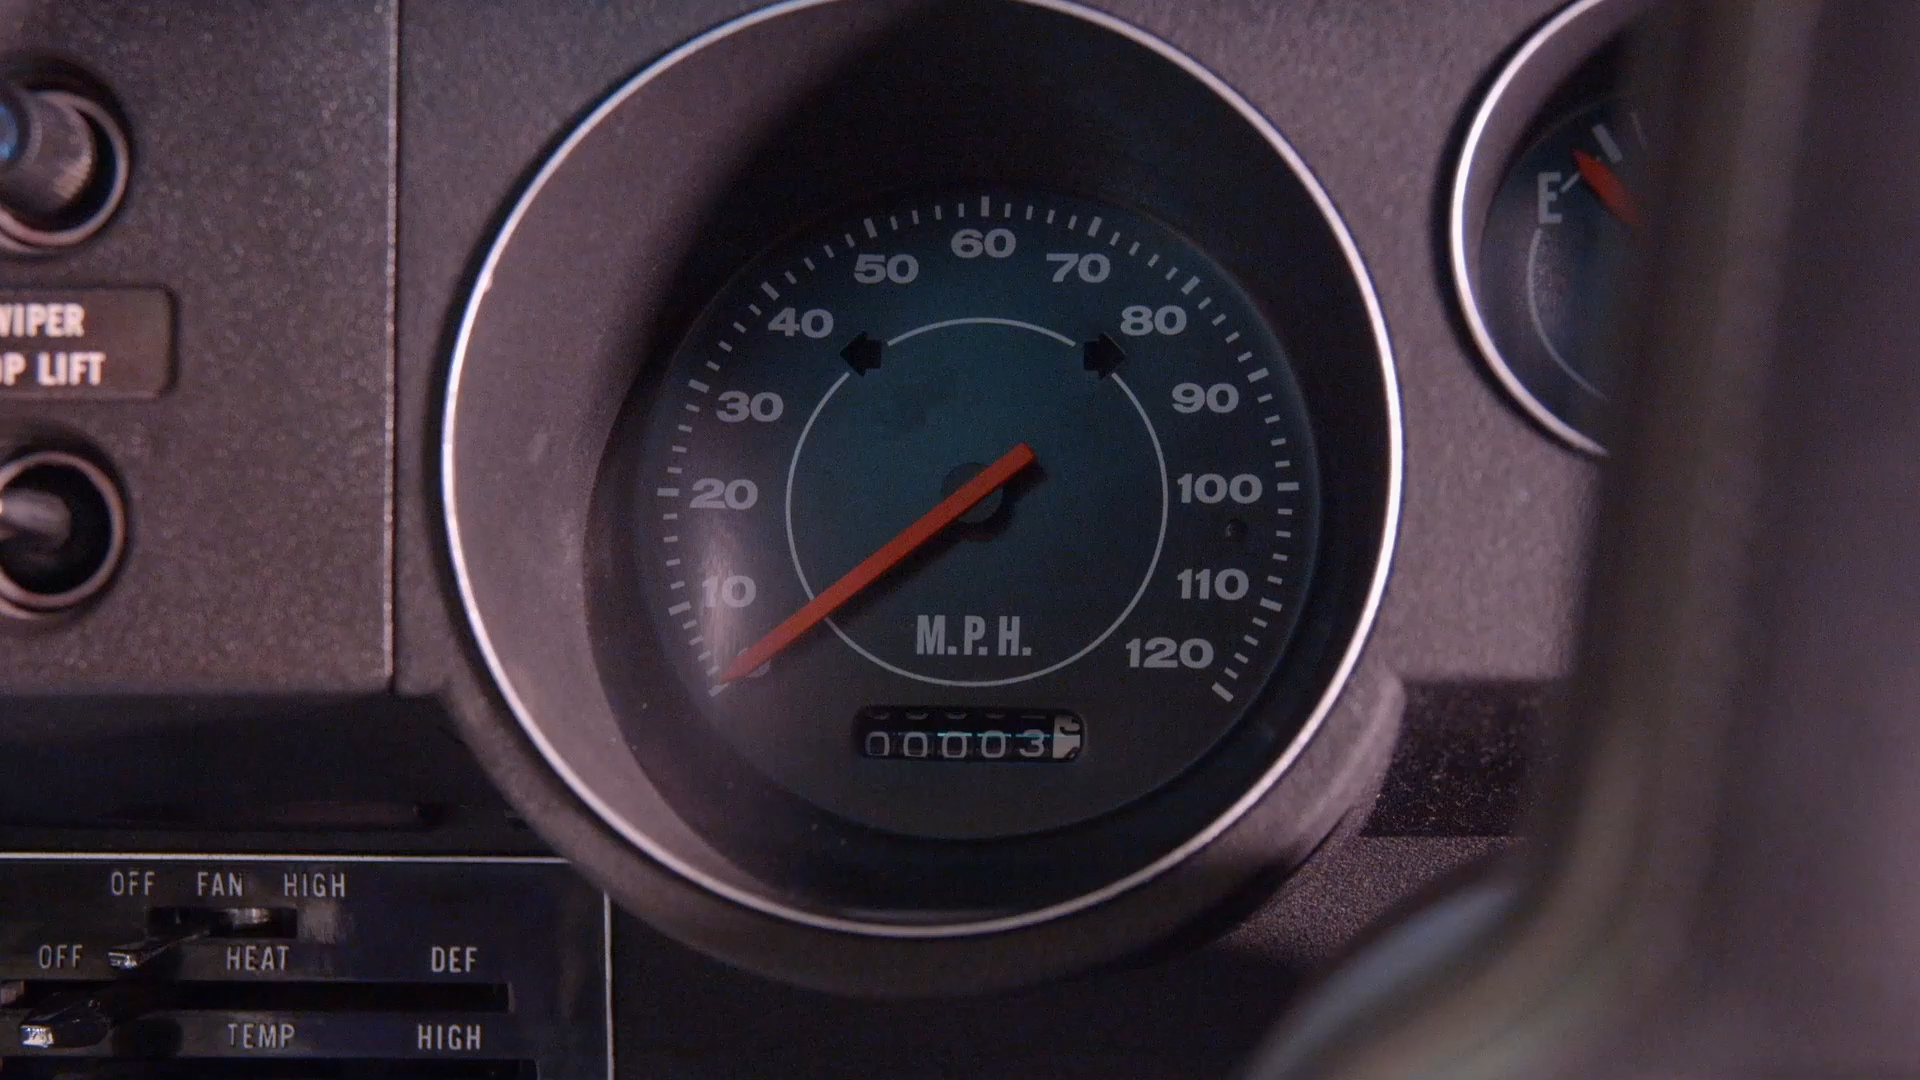 60
50
70
40
80
30
90
20
100
10
110
120
M.P.H.
00003
E
WIPER
OP LIFT
OFF FAN HIGH
OFF HEAT DEF
TEMP HIGH